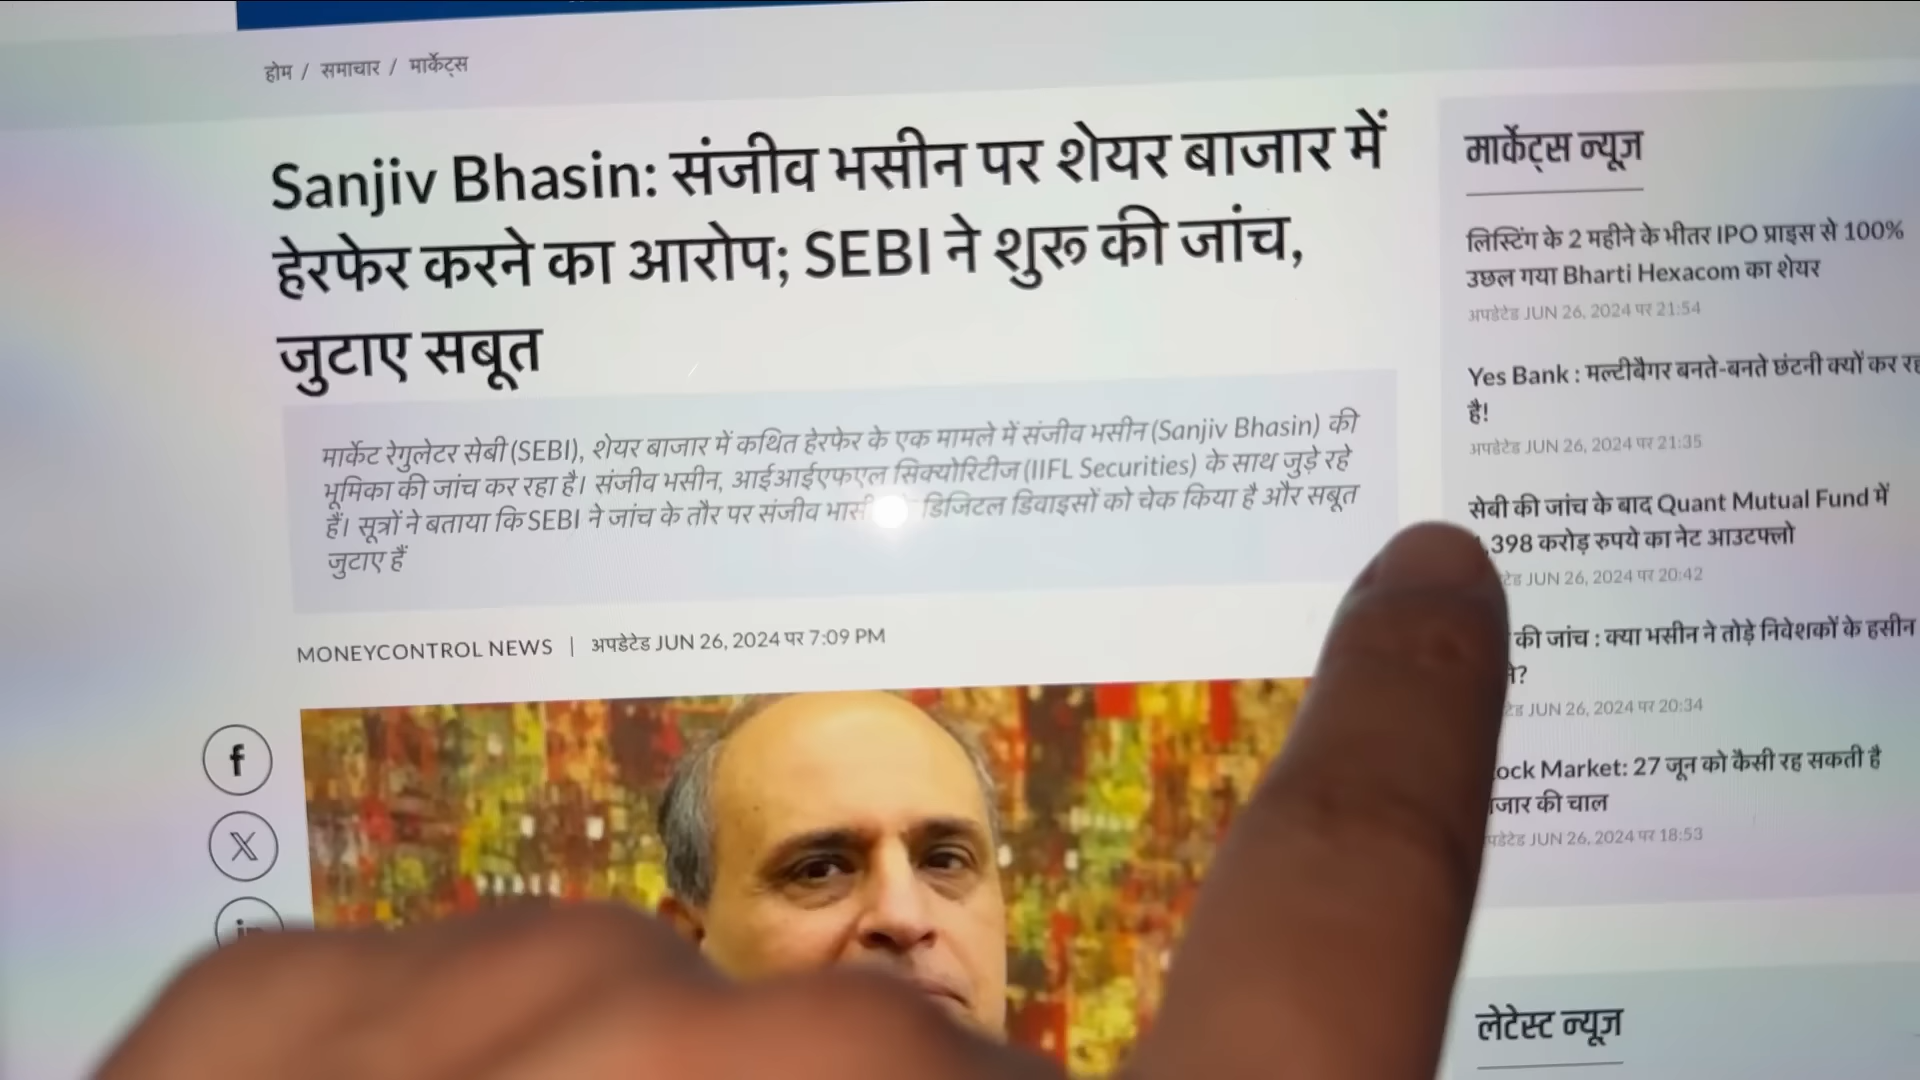 होम / समाचार / मार्केट्स
Sanjiv Bhasin: संजीव भसीन पर शेयर बाजार में
हेरफेर करने का आरोप; SEBI ने शुरू की जांच,
जुटाए सबूत
मार्केट रेगुलेटर सेबी (SEBI), शेयर बाजार में कथित हेरफेर के एक मामले में संजीव भसीन (Sanjiv Bhasin) की
भूमिका की जांच कर रहा है। संजीव भसीन, आईआईएफएल सिक्योरिटीज (IIFL Securities) के साथ जुड़े रहे
हैं। सूत्रों ने बताया कि SEBI ने जांच के तौर पर संजीव डिजिटल डिवाइसों को चेक किया है और सबूत
जुटाए हैं
MONEYCONTROL NEWS | अपडेटेड JUN 26, 2024 पर 7:09 PM
f
X
in
मार्केट्स न्यूज़
लिस्टिंग के 2 महीने के भीतर IPO प्राइस से 100%
उछल गया Bharti Hexacom का शेयर
अपडेटेड JUN 26, 2024 पर 21:54
Yes Bank : मल्टीबैगर बनते-बनते छंटनी क्यों कर
है!
अपडेटेड JUN 26, 2024 पर 21:35
सेबी की जांच के बाद Quant Mutual Fund में
,398 करोड़ रुपये का नेट आउटफ्लो
JUN 26, 2024 पर 20:42
की जांच : क्या भसीन ने तोड़े निवेशकों के हसीन
JUN 26, 2024 पर 20:34
Market: 27 जून को कैसी रह सकती है
की चाल
JUN 26, 2024 पर 18:53
लेटेस्ट न्यूज़